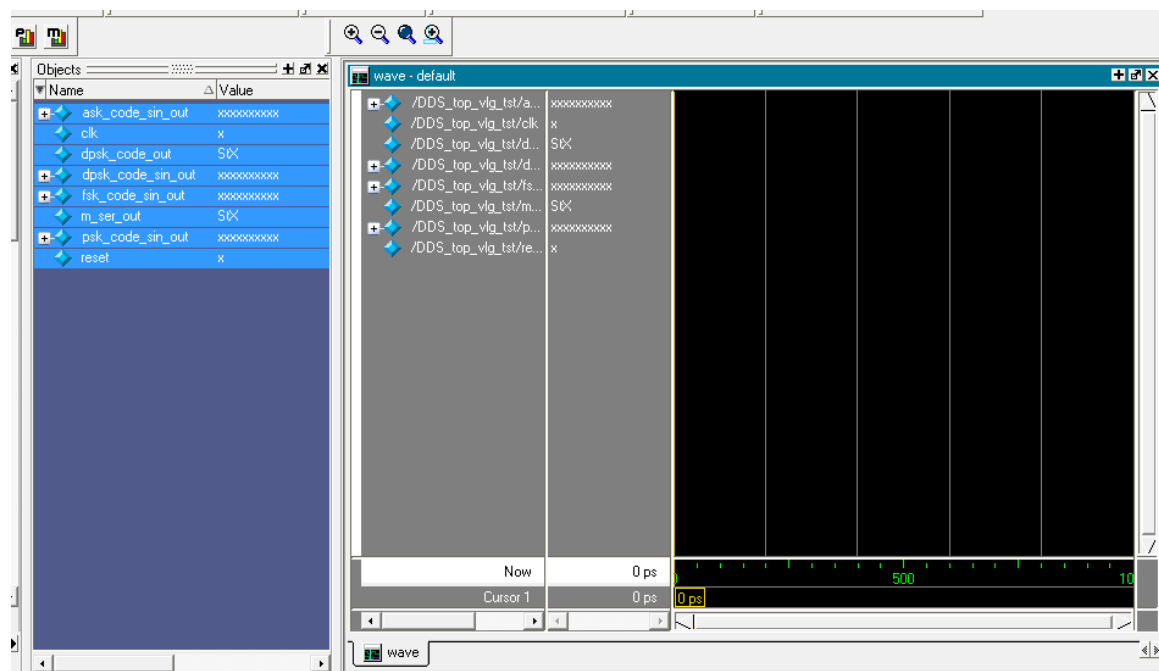 Objects
Name Value
ask_code_sin_out xxxxxxxxxx
clk x
dpsk_code_out StX
dpsk_code_sin_out xxxxxxxxxx
fsk_code_sin_out xxxxxxxxxx
m_ser_out StX
psk_code_sin_out xxxxxxxxxx
reset x
wave - default
/DDS_top_vlg_tst/a... xxxxxxxxxx
/DDS_top_vlg_tst/clk x
/DDS_top_vlg_tst/d... StX
/DDS_top_vlg_tst/d... xxxxxxxxxx
/DDS_top_vlg_tst/fs... xxxxxxxxxx
/DDS_top_vlg_tst/m... StX
/DDS_top_vlg_tst/p... xxxxxxxxxx
/DDS_top_vlg_tst/re... x
Now 0 ps
500 10
Cursor 1 0 ps 0 ps
wave